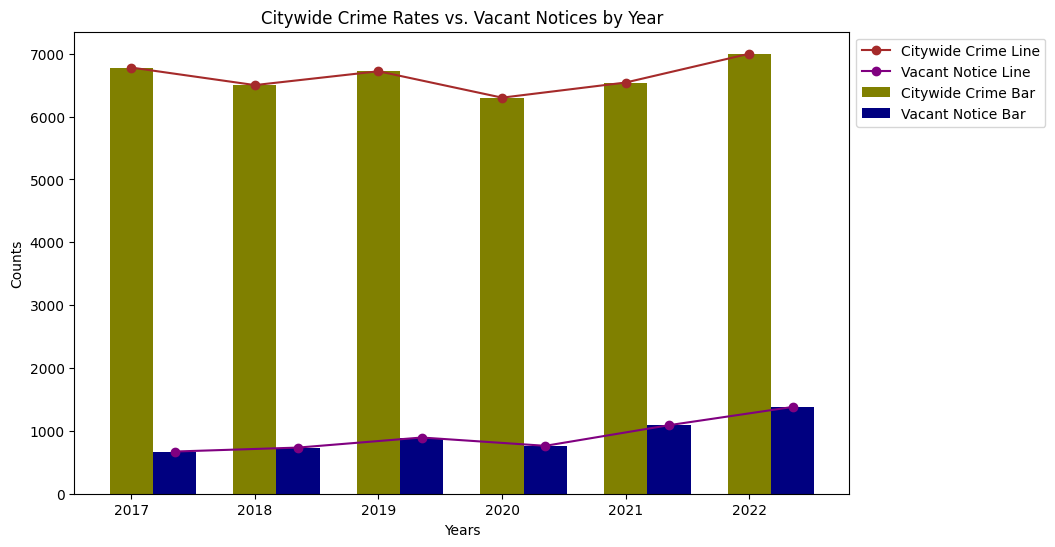 Citywide Crime Rates vs. Vacant Notices by Year
Citywide Crime Line
Vacant Notice Line
Citywide Crime Bar
Vacant Notice Bar
Counts
7000
6000
5000
4000
3000
2000
1000
0
2017 2018 2019 2020 2021 2022
Years